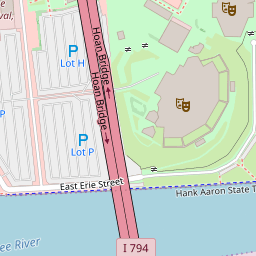 Hoan Bridge
P
Lot H
Hoan Bridge
P
Lot P
East Erie Street
Hank Aaron State T
ee River
I 794